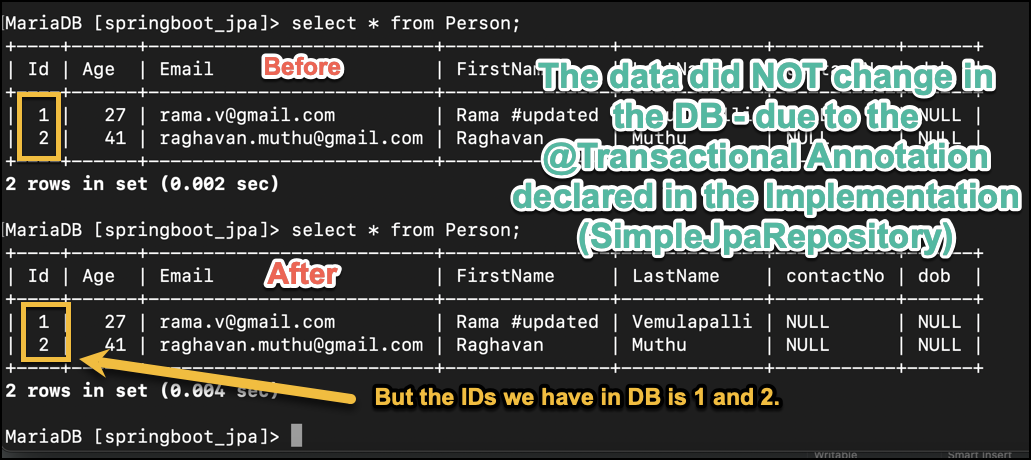 MariaDB [springboot_jpa]> select * from Person;
| Id | Age | Email Before | FirstName
The data did NOT change in
the DB - due to the
@Transactional Annotation
declared in the Implementation
(SimpleJpaRepository)
| 1 | 27 | rama.v@gmail.com | Rama #updated | NULL |
| 2 | 41 | raghavan.muthu@gmail.com | Raghavan | Muthu | NULL | NULL |
2 rows in set (0.002 sec)
MariaDB [springboot_jpa]> select * from Person;
| Id | Age | Email After | FirstName | LastName | contactNo | dob |
| 1 | 27 | rama.v@gmail.com | Rama #updated | Vemulapalli | NULL | NULL |
| 2 | 41 | raghavan.muthu@gmail.com | Raghavan | Muthu | NULL | NULL |
2 rows in set (0.004 sec)
But the IDs we have in DB is 1 and 2.
MariaDB [springboot_jpa]>
Writable Smart Insert